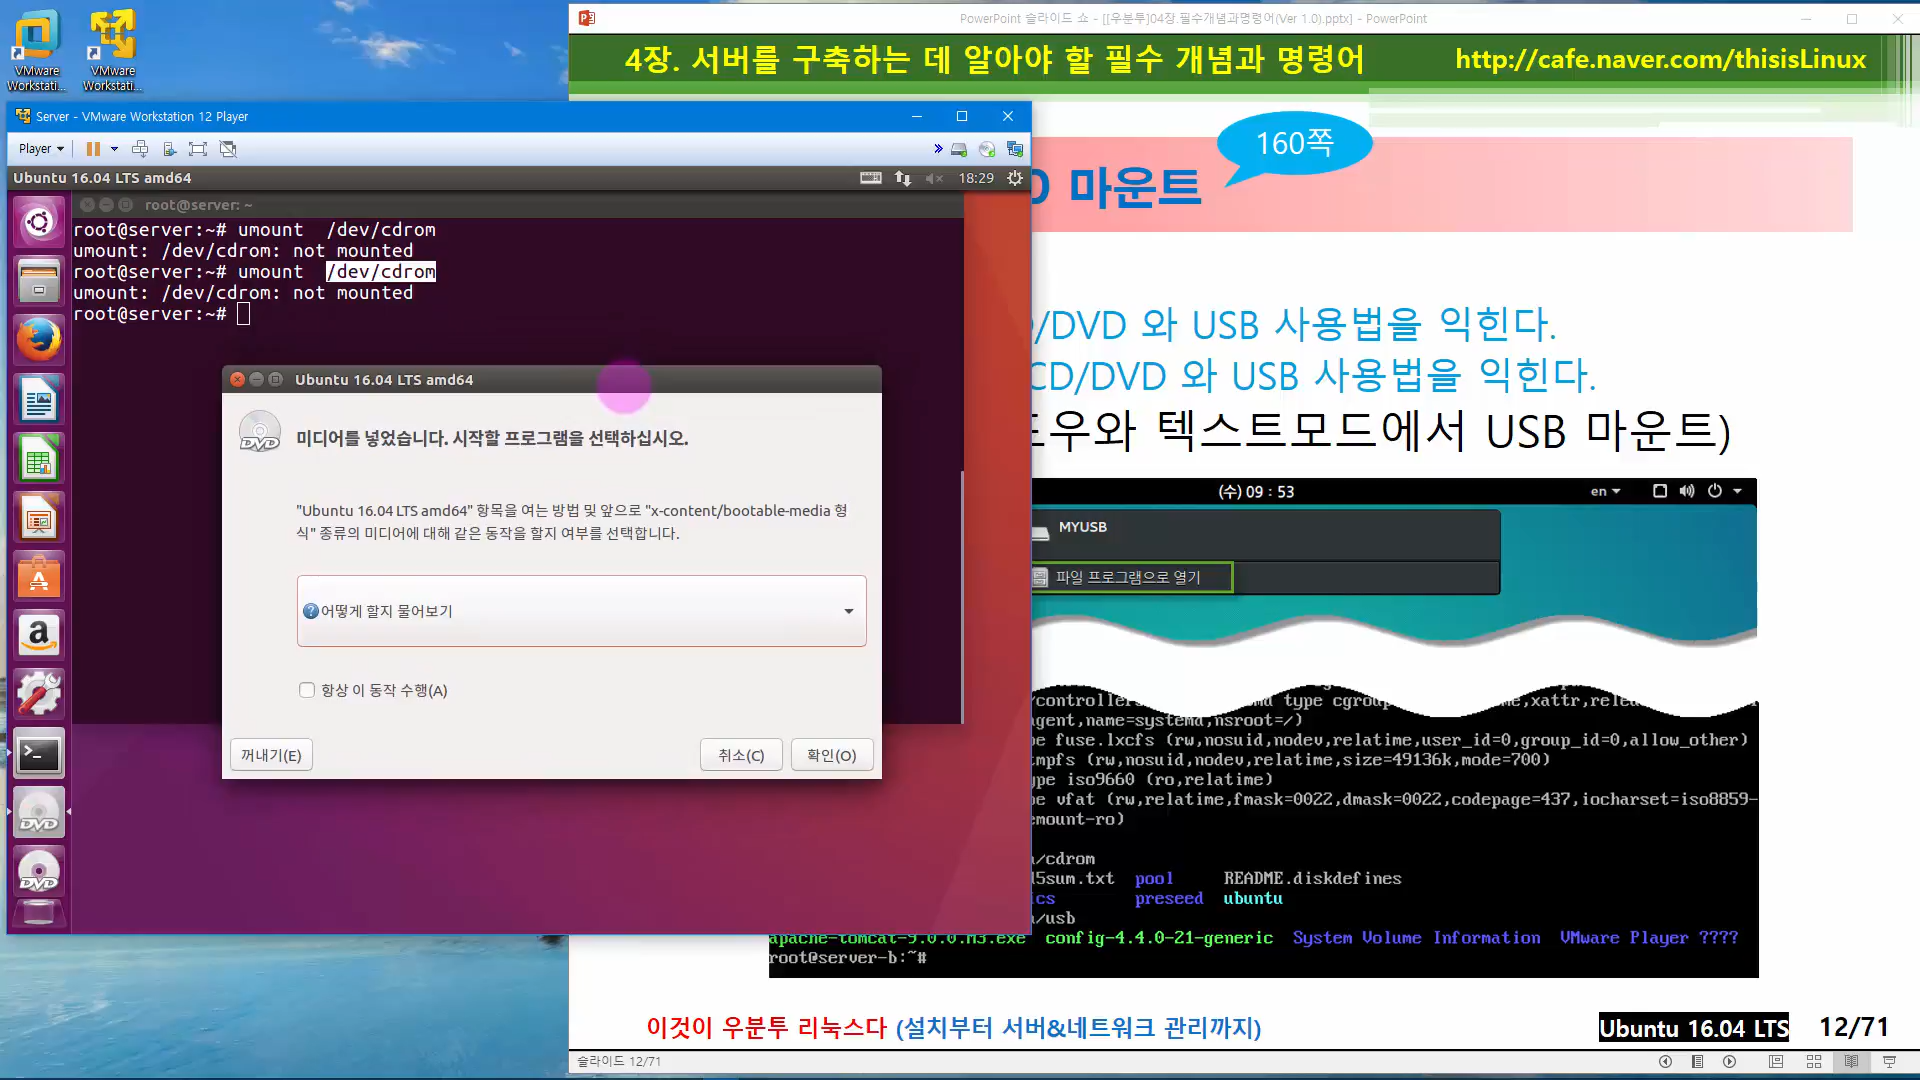 VMware
Workstati...
VMware
Workstati...
PowerPoint 슬라이드 쇼 - [[우분투]04장.필수개념과명령어(Ver 1.0).pptx] - PowerPoint
4장. 서버를 구축하는 데 알아야 할 필수 개념과 명령어
http://cafe.naver.com/thisisLinux
Server - VMware Workstation 12 Player
Player
Ubuntu 16.04 LTS amd64
18:29
root@server: ~
root@server:~# umount  /dev/cdrom
umount: /dev/cdrom: not mounted
root@server:~# umount  /dev/cdrom
umount: /dev/cdrom: not mounted
root@server:~#
Ubuntu 16.04 LTS amd64
미디어를 넣었습니다. 시작할 프로그램을 선택하십시오.
"Ubuntu 16.04 LTS amd64" 항목을 여는 방법 및 앞으로 "x-content/bootable-media 형
식" 종류의 미디어에 대해 같은 동작을 할지 여부를 선택합니다.
어떻게 할지 물어보기
항상 이 동작 수행(A)
꺼내기(E)
취소(C)
확인(O)
160쪽
마운트
/DVD 와 USB 사용법을 익힌다.
CD/DVD 와 USB 사용법을 익힌다.
우와 텍스트모드에서 USB 마운트)
(수) 09 : 53
en
MYUSB
파일 프로그램으로 열기
/controllers type cgroup
gent,name=systemd,nsroot=/)
pe fuse.lxcfs (rw,nosuid,nodev,relatime,user_id=0,group_id=0,allow_other)
tmpfs (rw,nosuid,nodev,relatime,size=49136k,mode=700)
ype iso9660 (ro,relatime)
pe vfat (rw,relatime,fmask=0022,dmask=0022,codepage=437,iocharset=iso8859-
emount-ro)
/cdrom
5sum.txt pool README.diskdefines
ics preseed ubuntu
/usb
apache-tomcat-9.0.0.M3.exe config-4.4.0-21-generic System Volume Information VMware Player ????
root@server-b:~#
이것이 우분투 리눅스다 (설치부터 서버&네트워크 관리까지)
Ubuntu 16.04 LTS
12/71
슬라이드 12/71